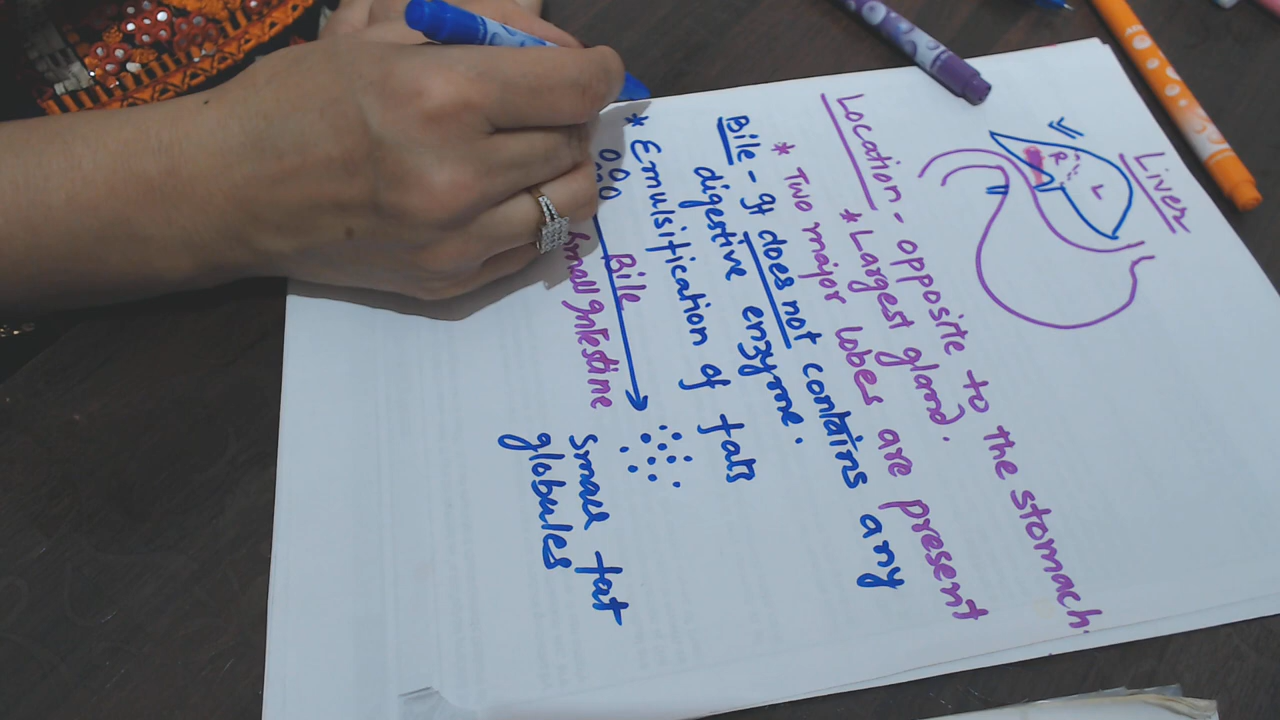 Liver
R L
Location - opposite to the stomach.
* Largest gland.
* Two major lobes are present
Bile - It does not contains any
digestive enzyme.
* Emulsification of fats
Bile
Small Intestine
Small fat
globules